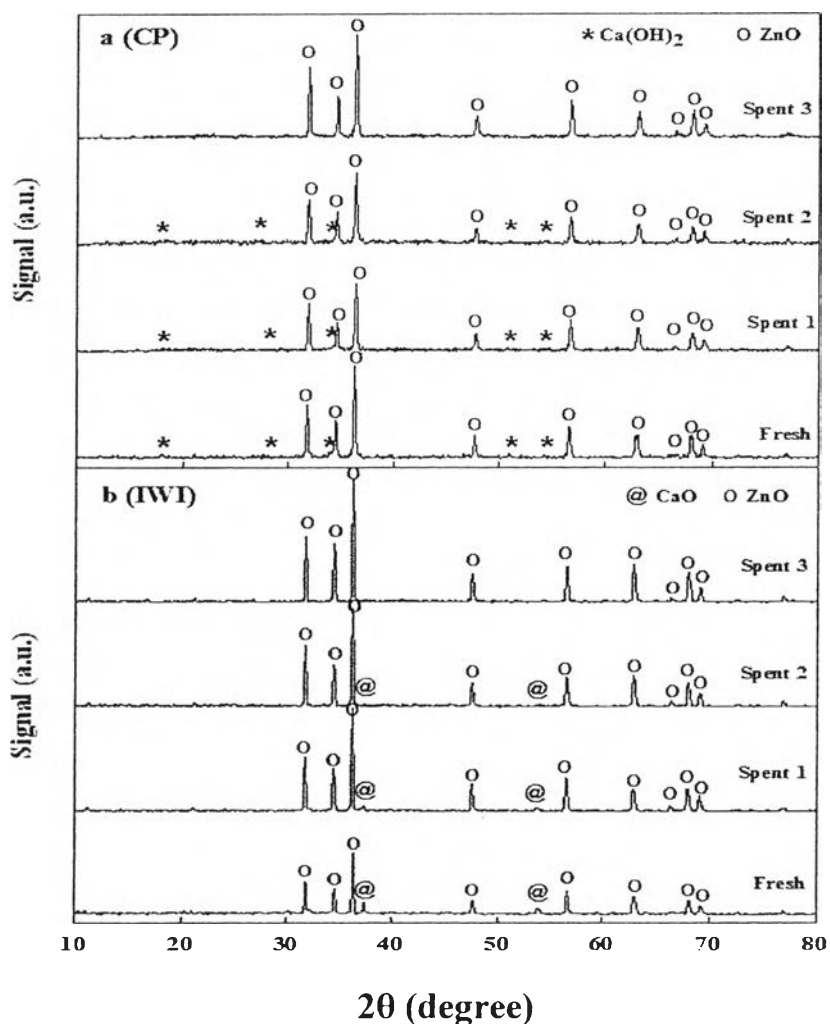 a (CP) * Ca(OH)2 O ZnO
O O O O O O O O O Spent 3
* * * O O O O * * O O O O O Spent 2
* * * O O O O * * O O O O O Spent 1
* * * O O O O * * O O O O O Fresh
Signal (a.u.)
b (IWI) @ CaO O ZnO
O O O O O O O O O Spent 3
O O O @ O @ O O O O O Spent 2
O O O @ O @ O O O O O Spent 1
O O O @ O @ O O O O Fresh
Signal (a.u.)
10 20 30 40 50 60 70 80
2θ (degree)